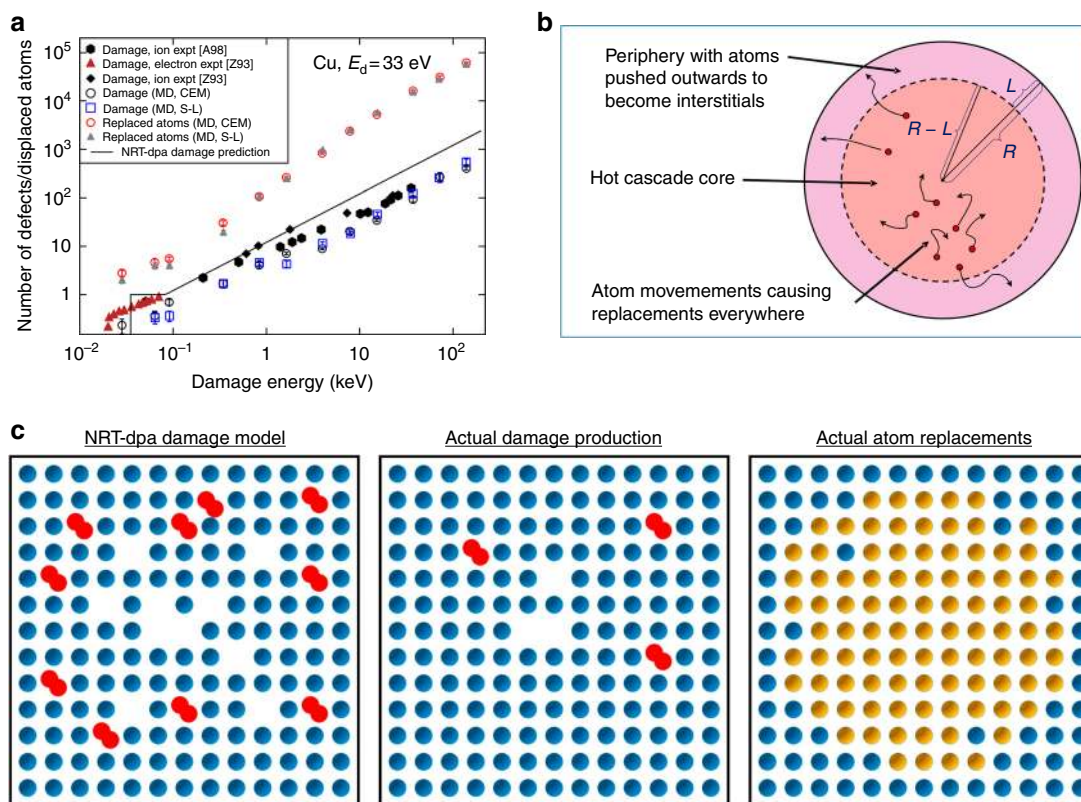 a
Number of defects/displaced atoms
10^5
10^4
10^3
10^2
10
1
Damage, ion expt [A98]
Damage, electron expt [Z93]
Damage, ion expt [Z93]
Damage (MD, CEM)
Damage (MD, S-L)
Replaced atoms (MD, CEM)
Replaced atoms (MD, S-L)
NRT-dpa damage prediction
Cu, E_d = 33 eV
10^−2
10^−1
1
10
10^2
Damage energy (keV)
b
Periphery with atoms
pushed outwards to
become interstitials
Hot cascade core
Atom movemements causing
replacements everywhere
L
R – L
R
c
NRT-dpa damage model
Actual damage production
Actual atom replacements